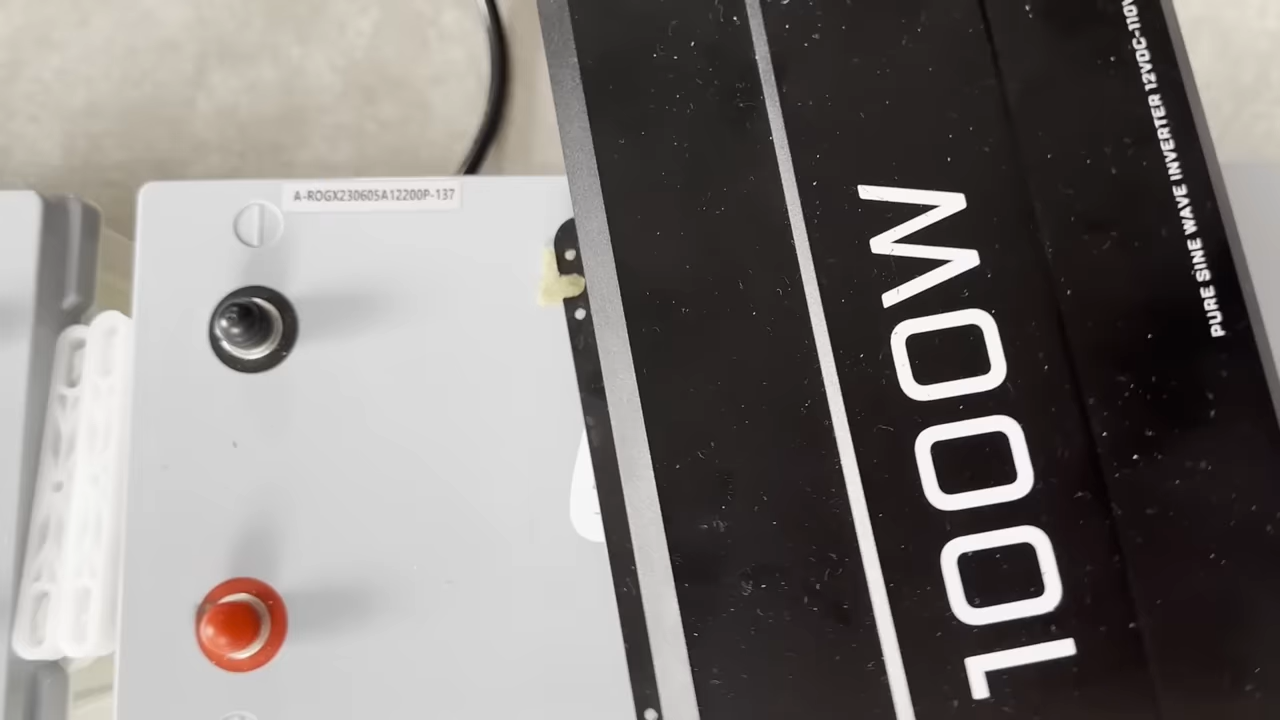 A-ROGX230605A12200P-137
1000W
PURE SINE WAVE INVERTER 12VDC-110V